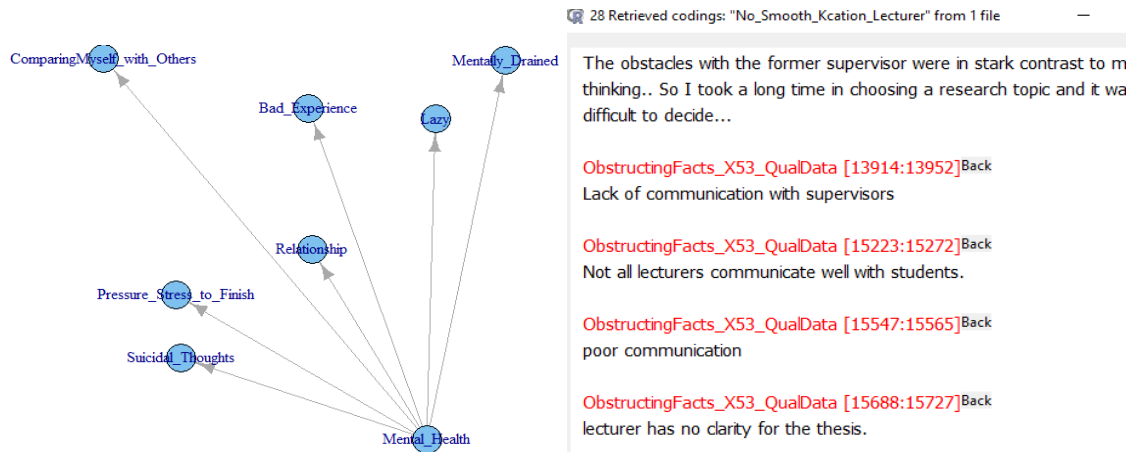 ComparingMyself_with_Others
Mentally_Drained
Bad_Experience
Lazy
Relationship
Pressure_Stress_to_Finish
Suicidal_Thoughts
Mental_Health
28 Retrieved codings: "No_Smooth_Kcation_Lecturer" from 1 file
The obstacles with the former supervisor were in stark contrast to
thinking.. So I took a long time in choosing a research topic and it
difficult to decide...
ObstructingFacts_X53_QualData [13914:13952]Back
Lack of communication with supervisors
ObstructingFacts_X53_QualData [15223:15272]Back
Not all lecturers communicate well with students.
ObstructingFacts_X53_QualData [15547:15565]Back
poor communication
ObstructingFacts_X53_QualData [15688:15727]Back
lecturer has no clarity for the thesis.